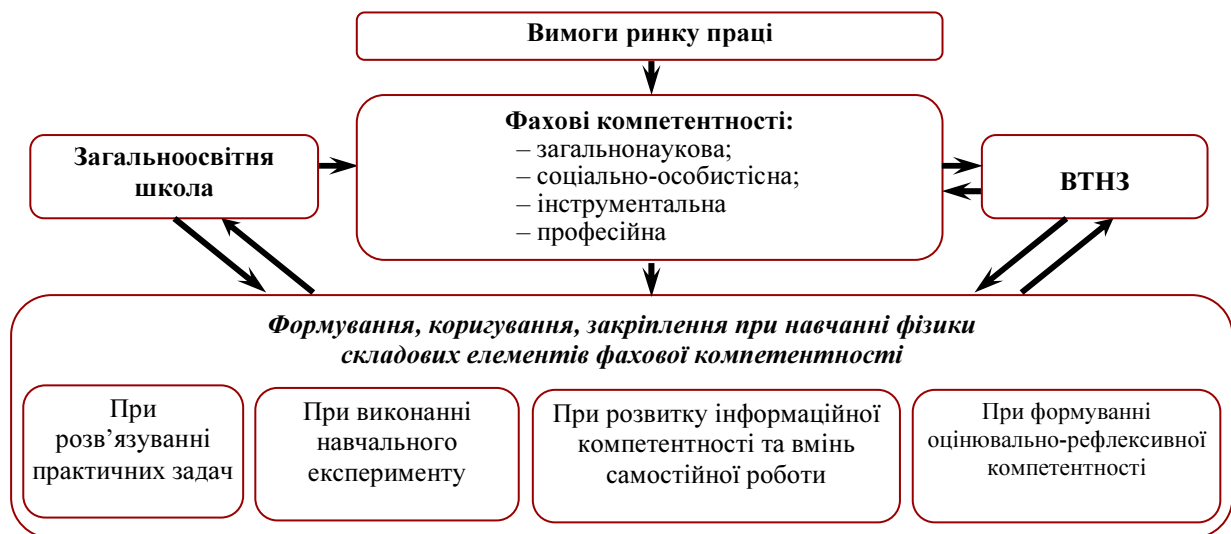 Вимоги ринку праці
Фахові компетентності:
– загальнонаукова;
– соціально-особистісна;
– інструментальна
– професійна
Загальноосвітня
школа
ВТНЗ
Формування, коригування, закріплення при навчанні фізики
складових елементів фахової компетентності
При
розв’язуванні
практичних задач
При виконанні
навчального
експерименту
При розвитку інформаційної
компетентності та вмінь
самостійної роботи
При формуванні
оцінювально-рефлексивної
компетентності